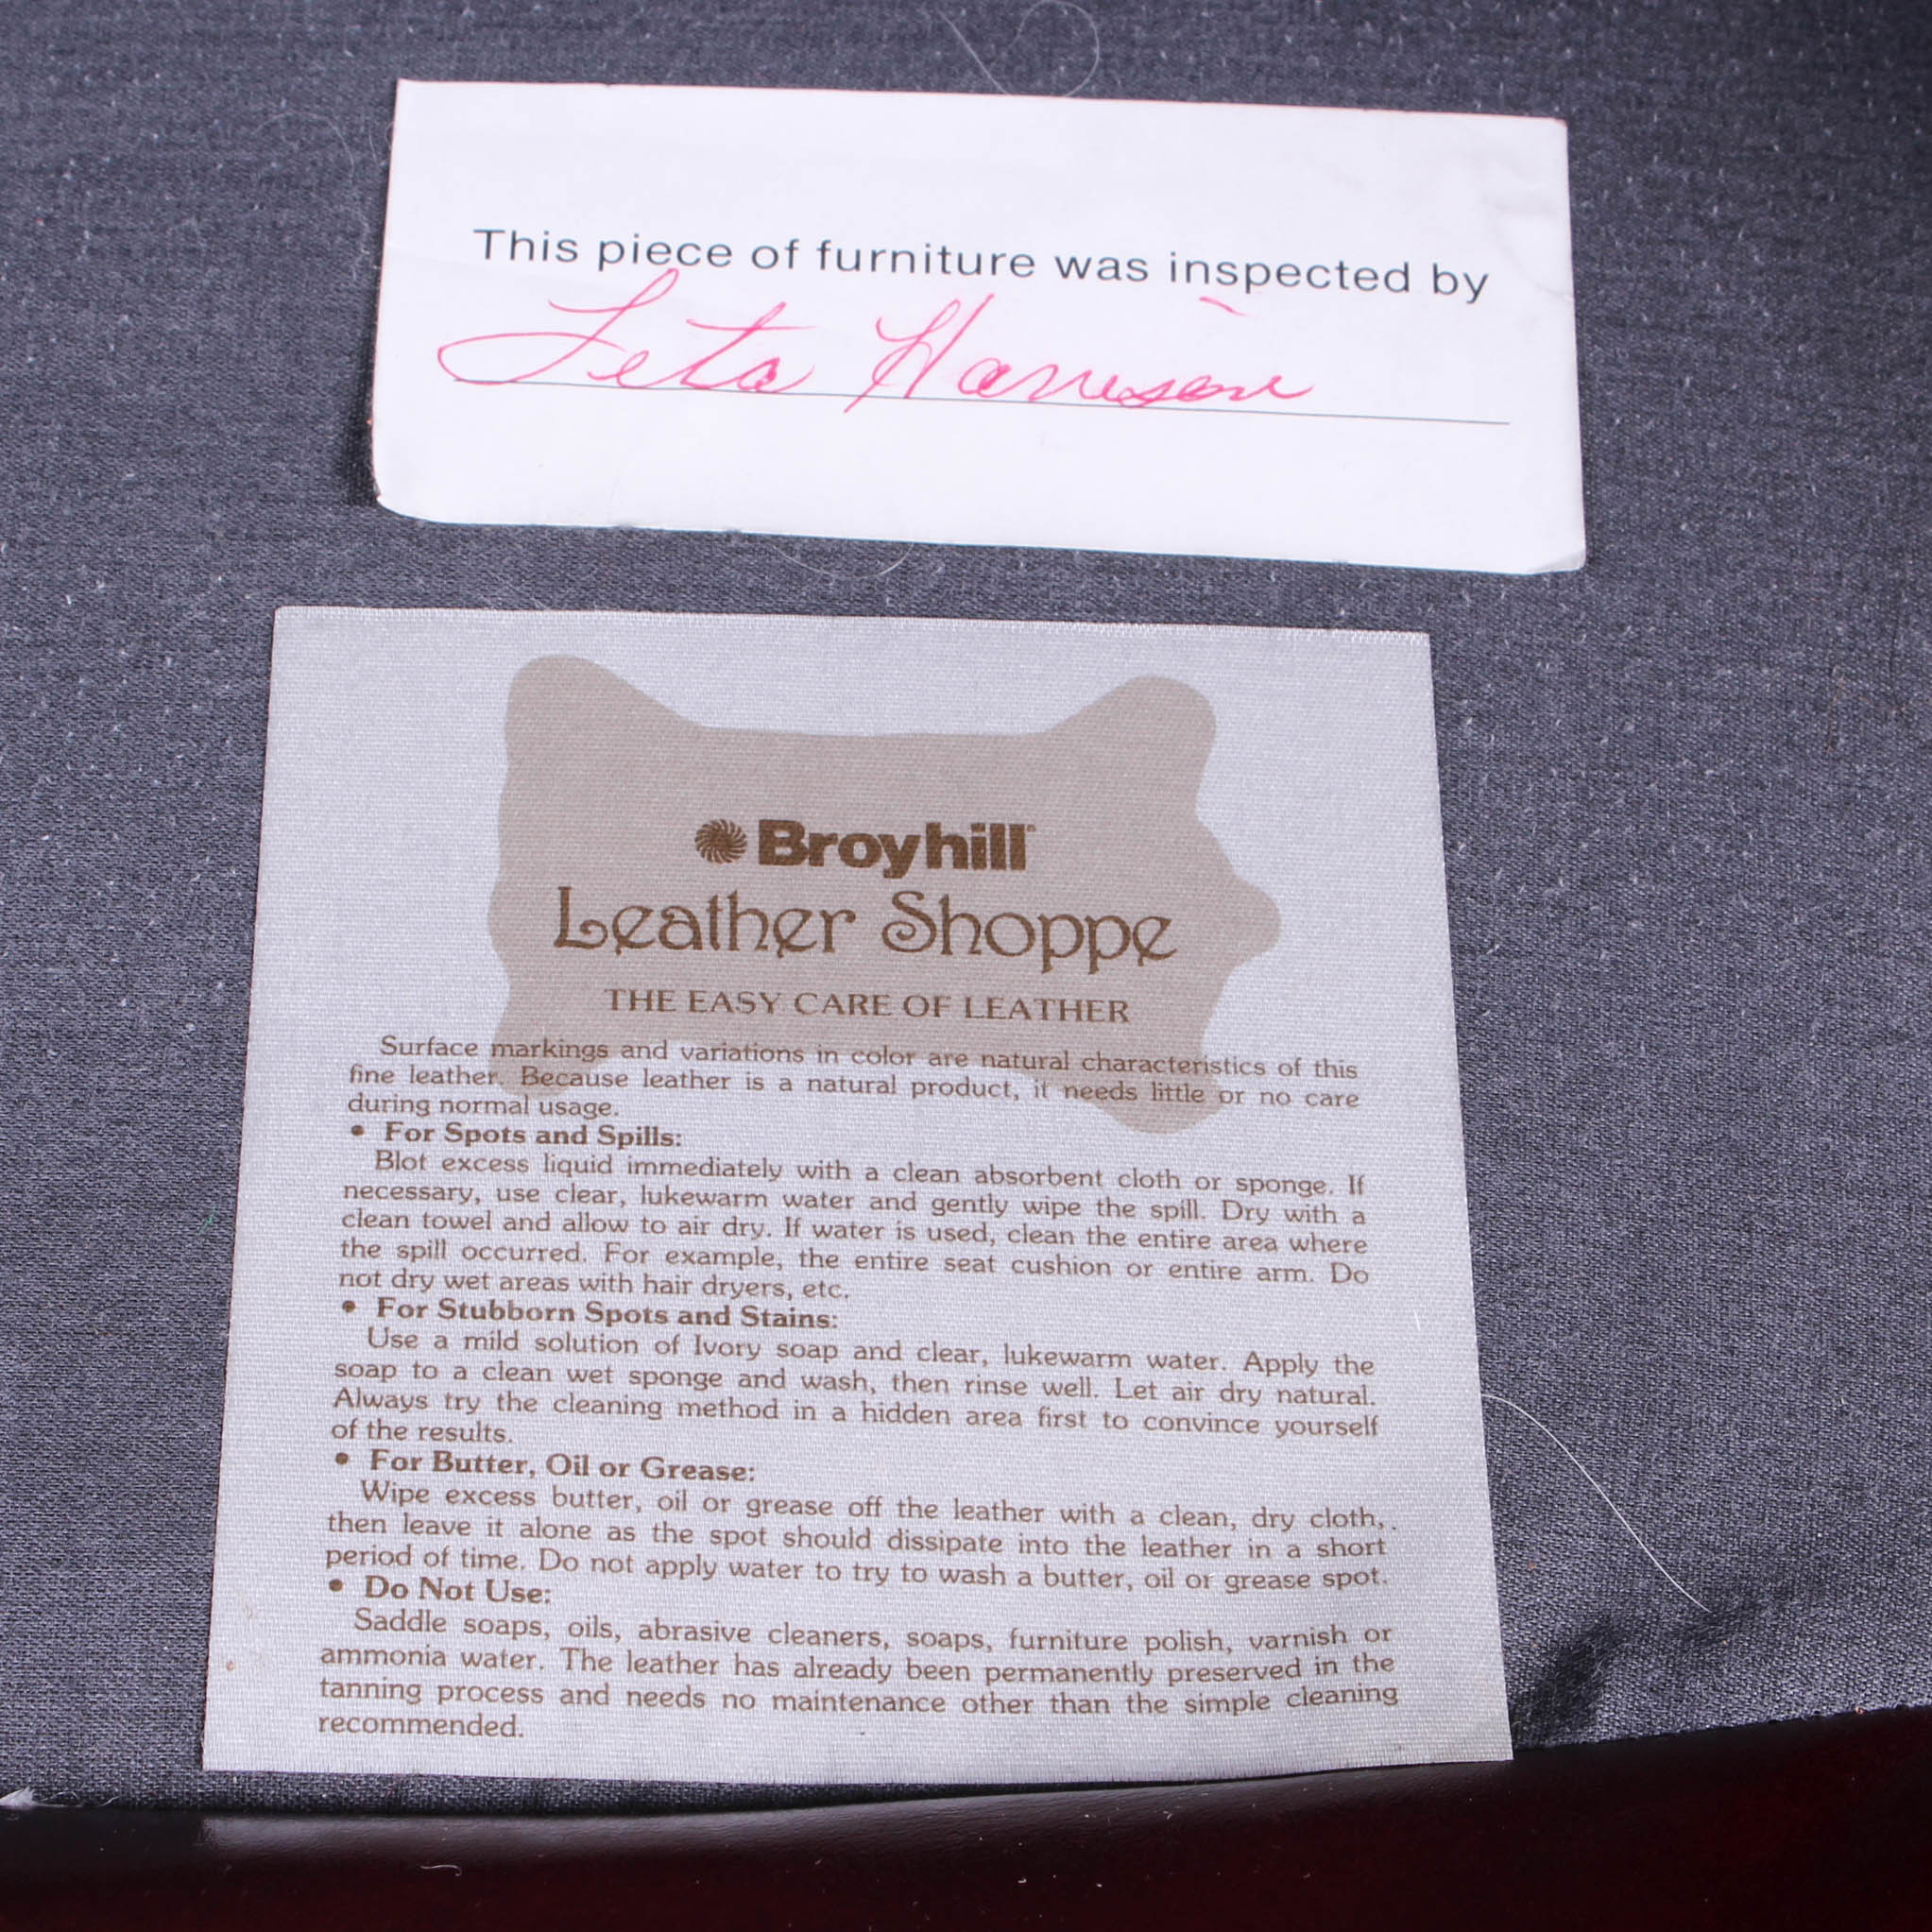 This piece of furniture was inspected by
Leta Harrison
Broyhill
Leather Shoppe
THE EASY CARE OF LEATHER
Surface markings and variations in color are natural characteristics of this
fine leather. Because leather is a natural product, it needs little or no care
during normal usage.
• For Spots and Spills:
Blot excess liquid immediately with a clean absorbent cloth or sponge. If
necessary, use clear, lukewarm water and gently wipe the spill. Dry with a
clean towel and allow to air dry. If water is used, clean the entire area where
the spill occurred. For example, the entire seat cushion or entire arm. Do
not dry wet areas with hair dryers, etc.
• For Stubborn Spots and Stains:
Use a mild solution of Ivory soap and clear, lukewarm water. Apply the
soap to a clean wet sponge and wash, then rinse well. Let air dry natural.
Always try the cleaning method in a hidden area first to convince yourself
of the results.
• For Butter, Oil or Grease:
Wipe excess butter, oil or grease off the leather with a clean, dry cloth,
then leave it alone as the spot should dissipate into the leather in a short
period of time. Do not apply water to try to wash a butter, oil or grease spot.
• Do Not Use:
Saddle soaps, oils, abrasive cleaners, soaps, furniture polish, varnish or
ammonia water. The leather has already been permanently preserved in the
tanning process and needs no maintenance other than the simple cleaning
recommended.